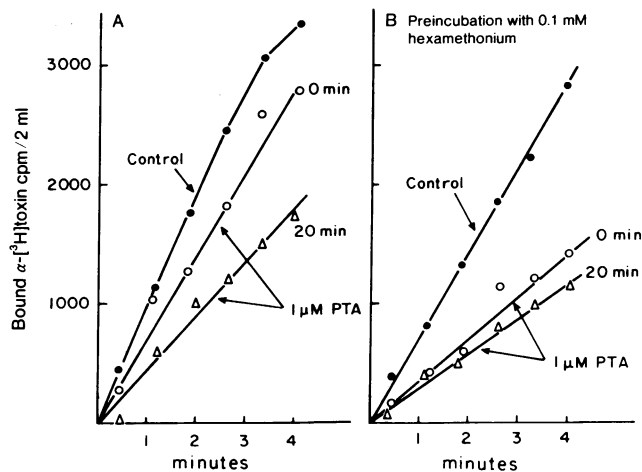 A
B Preincubation with 0.1 mM
hexamethonium
Bound α-[³H]toxin cpm/2 ml
3000
2000
1000
Control
0 min
20 min
1 μM PTA
1 2 3 4
minutes
Control
0 min
20 min
1 μM PTA
1 2 3 4
minutes